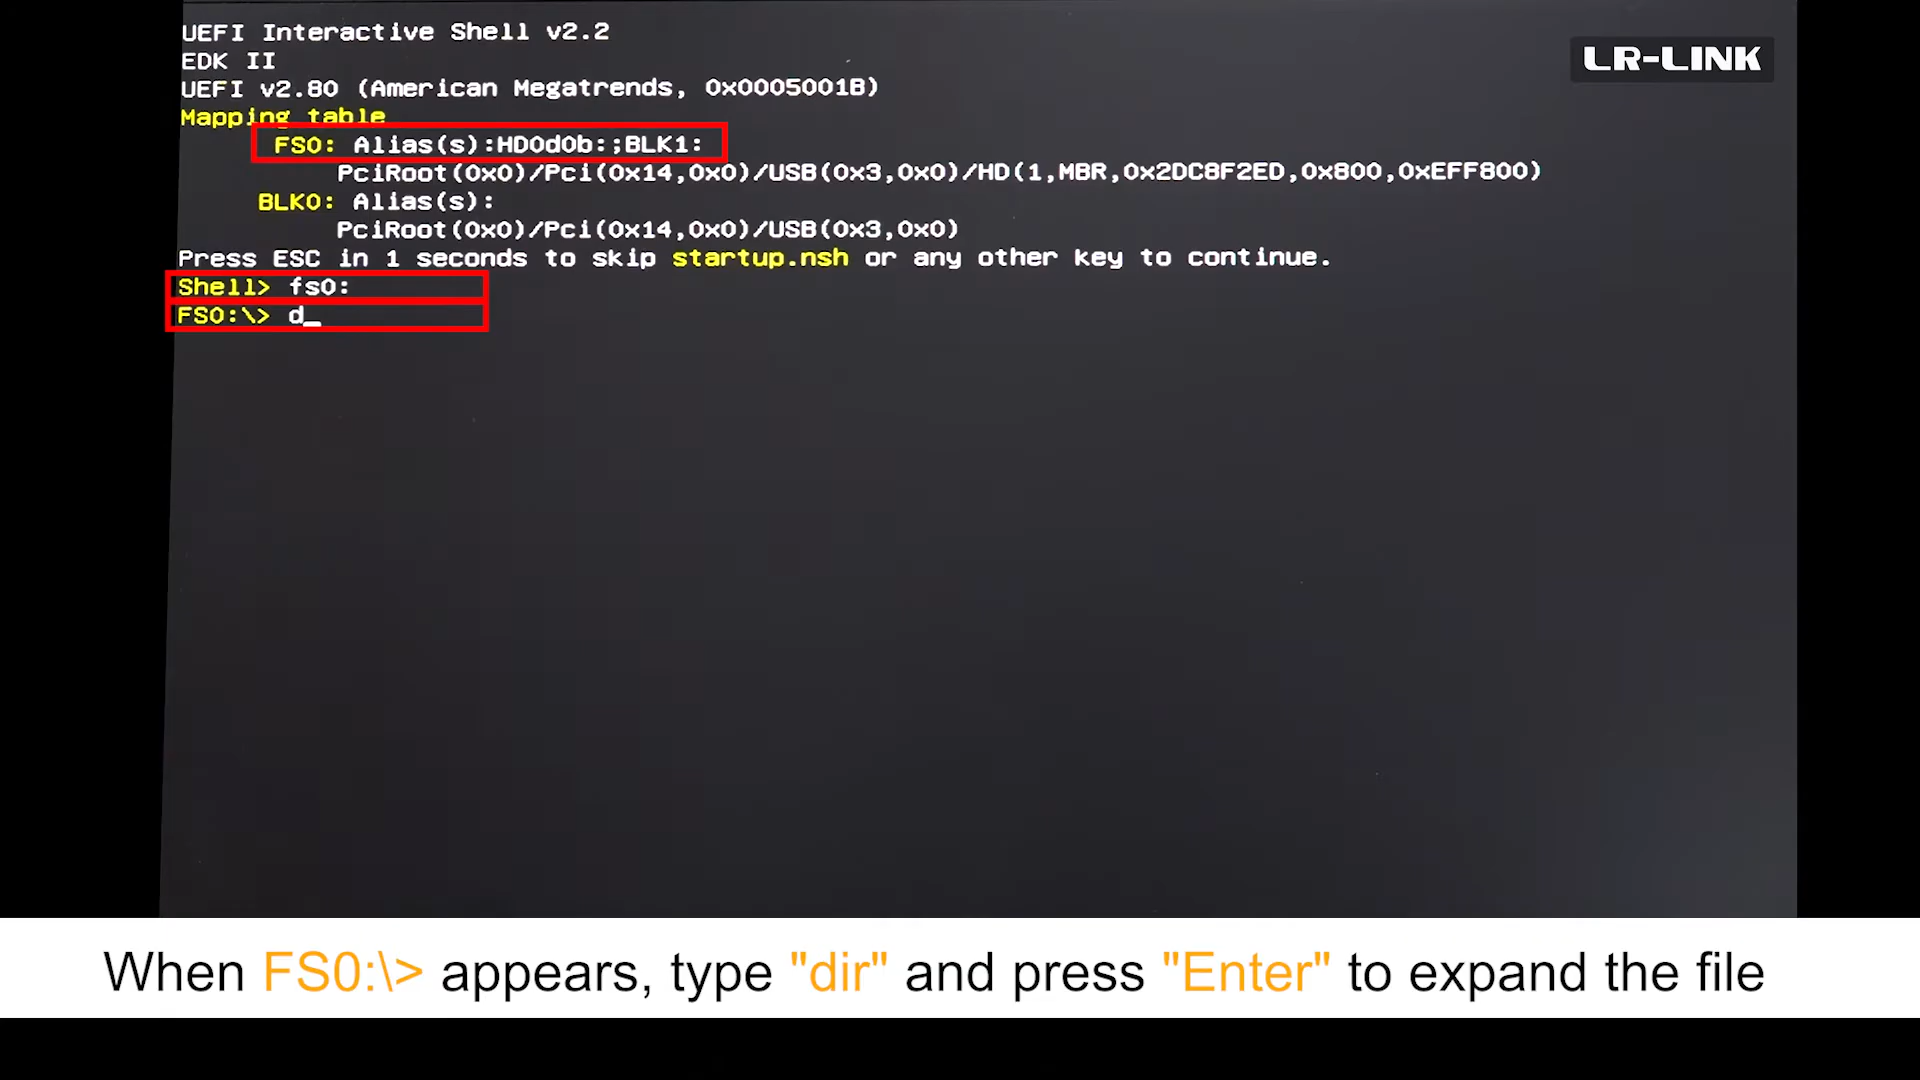 UEFI Interactive Shell v2.2
EDK II
UEFI v2.80 (American Megatrends, 0x0005001B)
LR-LINK
Mapping table
FS0: Alias(s):HD0d0b:;BLK1:
PciRoot(0x0)/Pci(0x14,0x0)/USB(0x3,0x0)/HD(1,MBR,0x2DC8F2ED,0x800,0xEFF800)
BLK0: Alias(s):
PciRoot(0x0)/Pci(0x14,0x0)/USB(0x3,0x0)
Press ESC in 1 seconds to skip startup.nsh or any other key to continue.
Shell> fs0:
FS0:\> d_
When FS0:\> appears, type "dir" and press "Enter" to expand the file